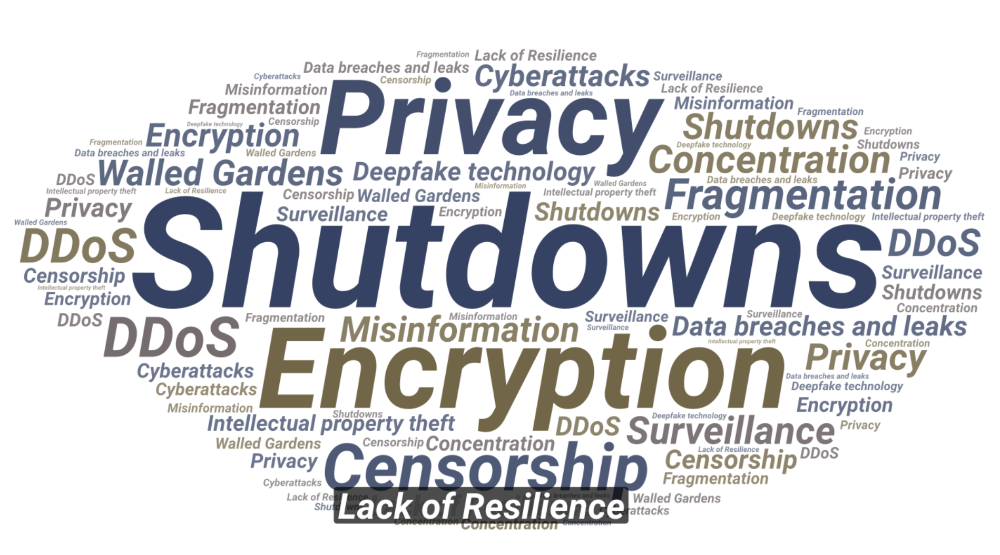 Fragmentation
Lack of Resilience
Data breaches and leaks
Cyberattacks
Surveillance
Cyberattacks
Censorship
Misinformation
Lack of Resilience
Data breaches and leaks
Privacy
Misinformation
Fragmentation
Fragmentation
Shutdowns
Censorship
Deepfake technology
Encryption
Encryption
Fragmentation
Shutdowns
Deepfake technology
Data breaches and leaks
Walled Gardens
Concentration
Privacy
Walled Gardens
Deepfake technology
Privacy
DDoS
Data breaches and leaks
Walled Gardens
Misinformation
Intellectual property theft
Lack of Resilience
Censorship
Walled Gardens
Intellectual property theft
Fragmentation
Privacy
Surveillance
Encryption
Shutdowns
Encryption
Deepfake technology
Intellectual property theft
Walled Gardens
DDoS
Shutdowns
DDoS
Censorship
Surveillance
Intellectual property theft
Shutdowns
Encryption
Concentration
DDoS
Fragmentation
Misinformation
Surveillance
Surveillance
DDoS
Misinformation
Surveillance
Data breaches and leaks
Intellectual property theft
Concentration
Encryption
Privacy
Cyberattacks
Data breaches and leaks
Deepfake technology
Cyberattacks
Misinformation
Encryption
Shutdowns
Deepfake technology
Intellectual property theft
DDoS
Surveillance
Privacy
Walled Gardens
Censorship
Concentration
Lack of Resilience
DDoS
Privacy
Censorship
Censorship
Cyberattacks
Fragmentation
Lack of Resilience
Data breaches and leaks
Walled Gardens
Lack of Resilience
Concentration
Concentration
Concentration